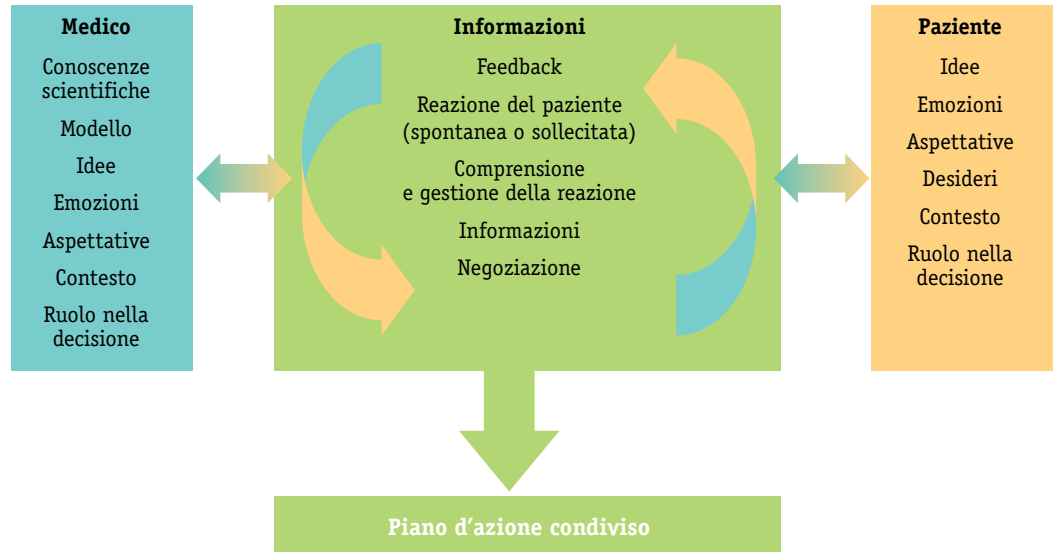 Medico
Conoscenze
scientifiche
Modello
Idee
Emozioni
Aspettative
Contesto
Ruolo nella
decisione
Informazioni
Feedback
Reazione del paziente
(spontanea o sollecitata)
Comprensione
e gestione della reazione
Informazioni
Negoziazione
Paziente
Idee
Emozioni
Aspettative
Desideri
Contesto
Ruolo nella
decisione
Piano d’azione condiviso